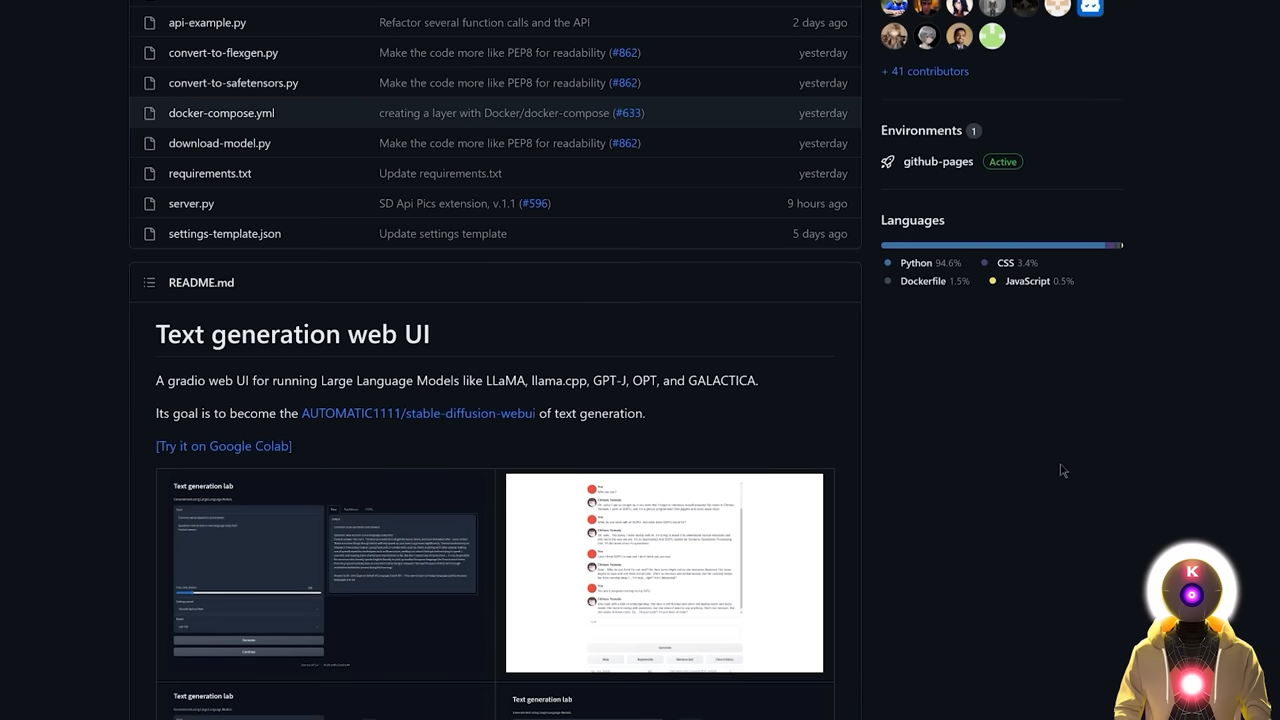 api-example.py Refactor several function calls and the API 2 days ago
convert-to-flexgen.py Make the code more like PEP8 for readability (#862) yesterday
convert-to-safetensors.py Make the code more like PEP8 for readability (#862) yesterday
docker-compose.yml creating a layer with Docker/docker-compose (#633) yesterday
download-model.py Make the code more like PEP8 for readability (#862) yesterday
requirements.txt Update requirements.txt yesterday
server.py SD Api Pics extension, v.1.1 (#596) 9 hours ago
settings-template.json Update settings template 5 days ago
README.md
Text generation web UI
A gradio web UI for running Large Language Models like LLaMA, llama.cpp, GPT-J, OPT, and GALACTICA.
Its goal is to become the AUTOMATIC1111/stable-diffusion-webui of text generation.
[Try it on Google Colab]
Text generation lab
Text generation lab
Text generation lab
+ 41 contributors
Environments 1
github-pages Active
Languages
Python 94.6% CSS 3.4%
Dockerfile 1.5% JavaScript 0.5%